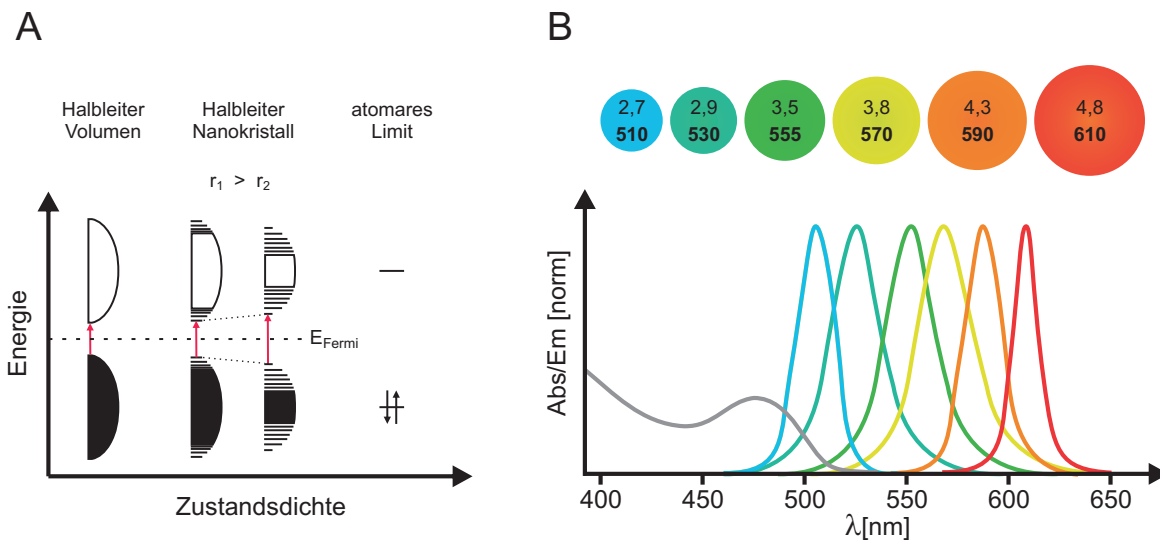 A
Halbleiter
Volumen
Halbleiter
Nanokristall
atomares
Limit
r₁ > r₂
Energie
E_Fermi
Zustandsdichte
B
2,7
510
2,9
530
3,5
555
3,8
570
4,3
590
4,8
610
Abs/Em [norm]
400 450 500 550 600 650
λ[nm]